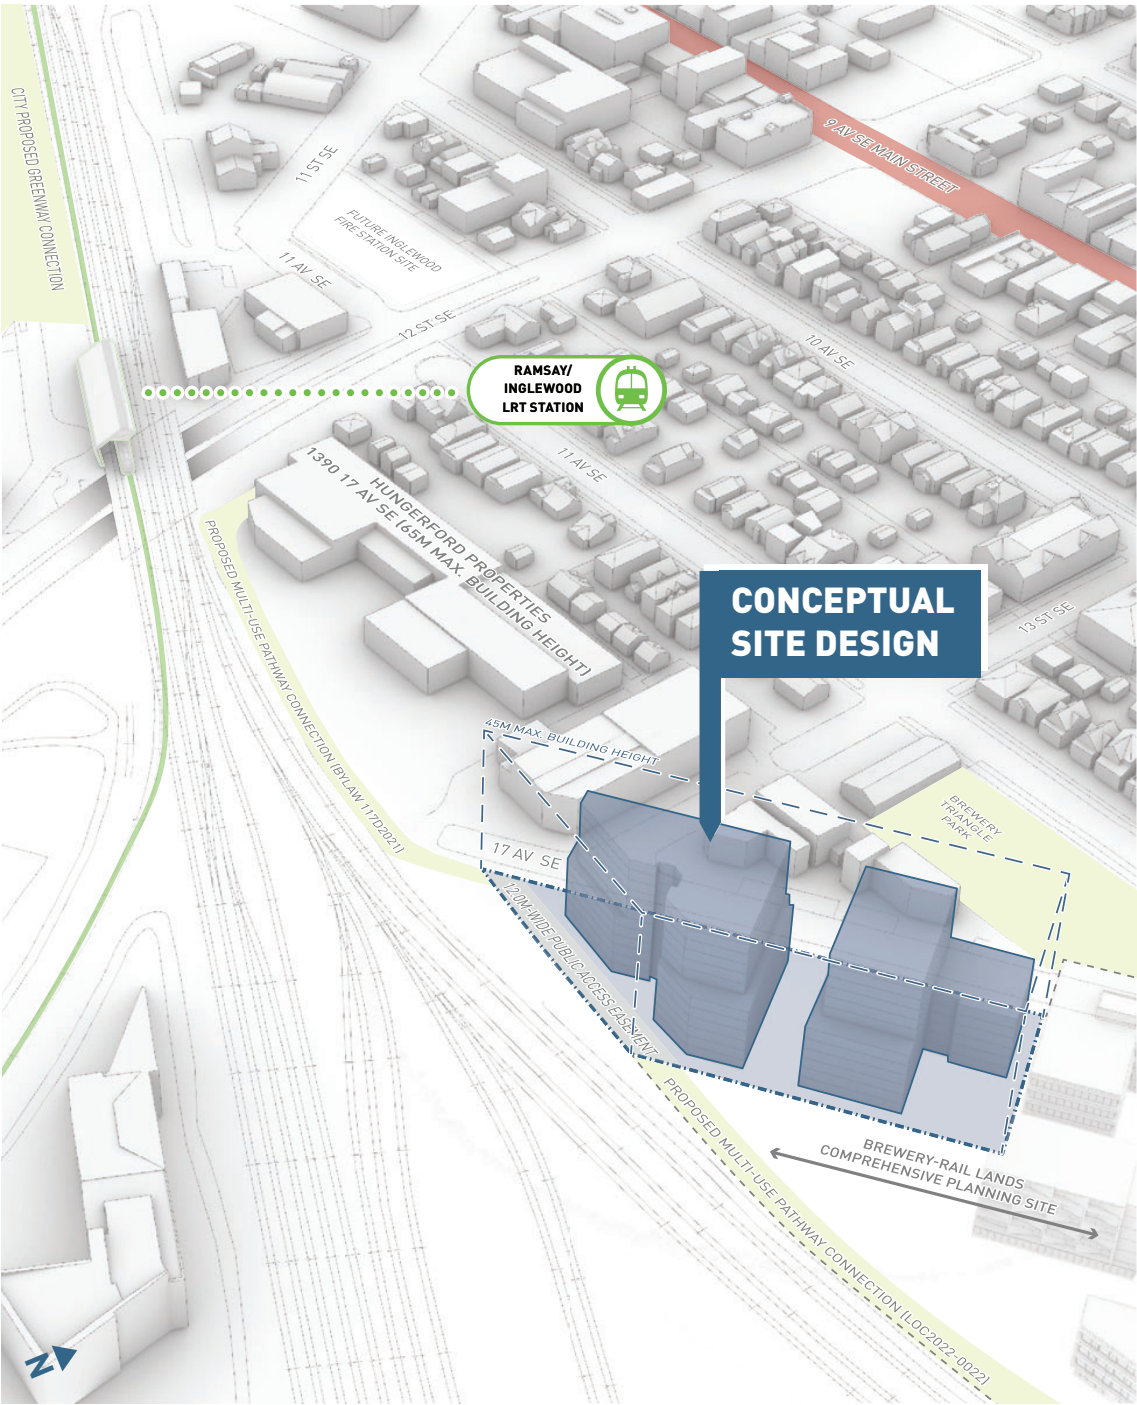 CITY PROPOSED GREENWAY CONNECTION
11 ST SE
9 AV SE MAIN STREET
FUTURE INGLEWOOD
FIRE STATION SITE
11 AV SE
12 ST SE
10 AV SE
RAMSAY/
INGLEWOOD
LRT STATION
11 AV SE
HUNGERFORD PROPERTIES
1390 17 AV SE (65M MAX. BUILDING HEIGHT)
PROPOSED MULTI-USE PATHWAY CONNECTION (BYLAW 117D2021)
CONCEPTUAL
SITE DESIGN
13 ST SE
45M MAX. BUILDING HEIGHT
BREWERY
TRIANGLE
PARK
17 AV SE
12.0M-WIDE PUBLIC ACCESS EASEMENT
PROPOSED MULTI-USE PATHWAY CONNECTION (LOC2022-0022)
BREWERY-RAIL LANDS
COMPREHENSIVE PLANNING SITE
N